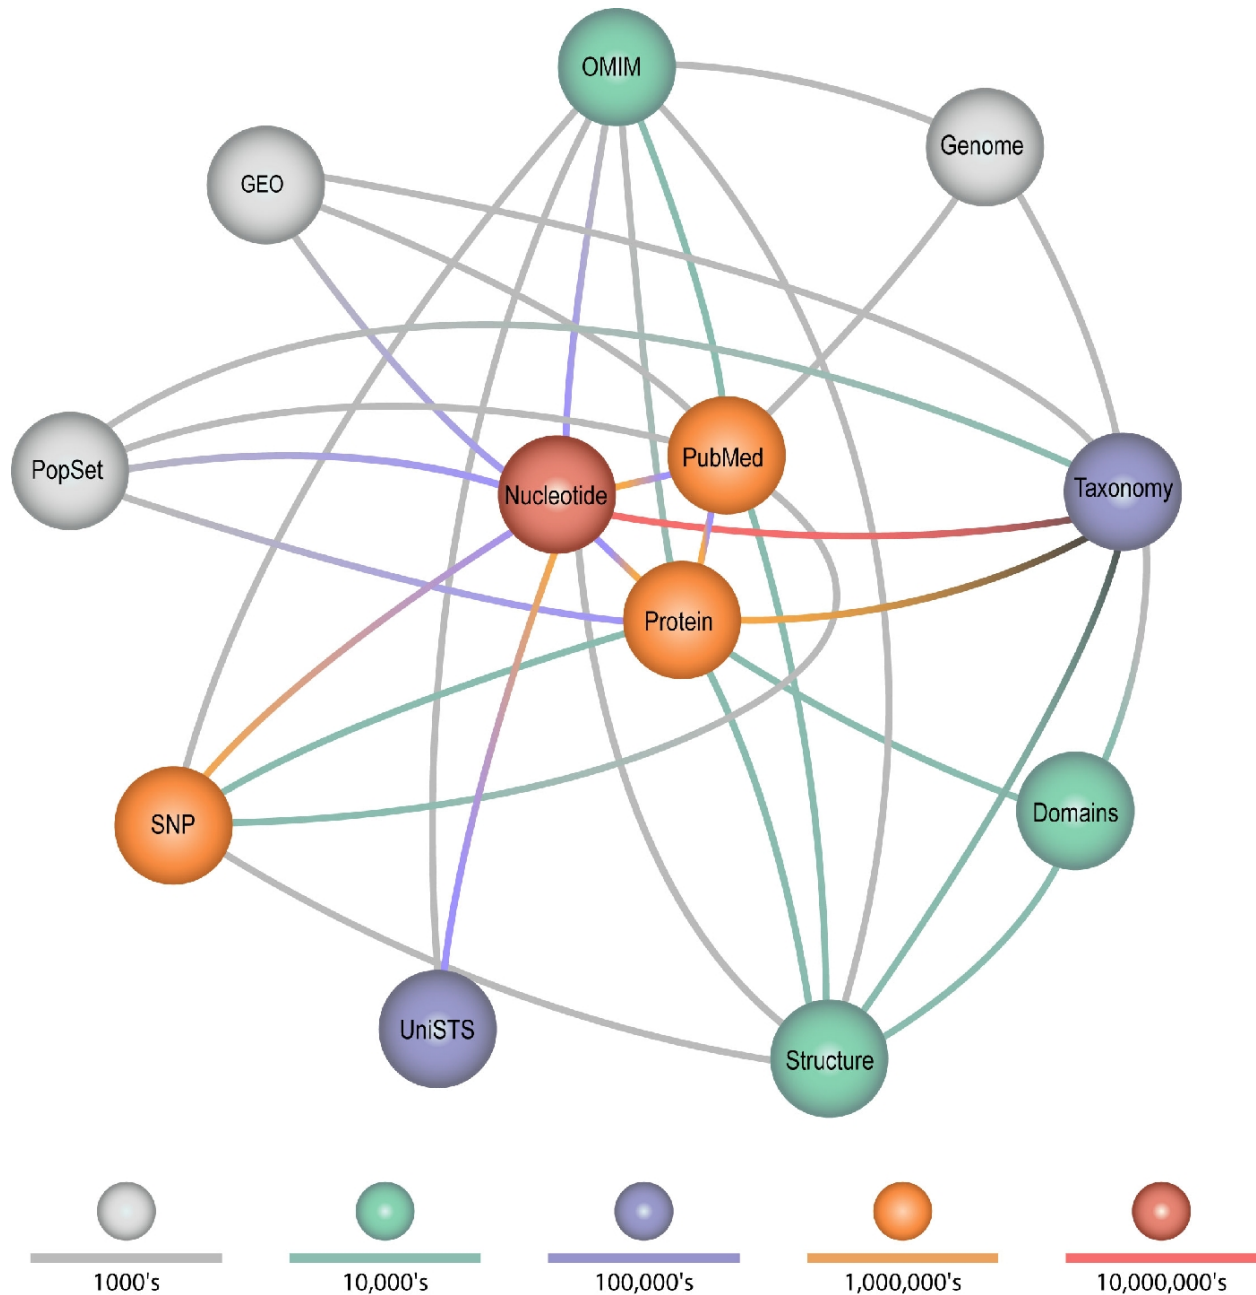 OMIM
Genome
GEO
PubMed
PopSet
Nucleotide
Taxonomy
Protein
SNP
Domains
UniSTS
Structure
1000's
10,000's
100,000's
1,000,000's
10,000,000's